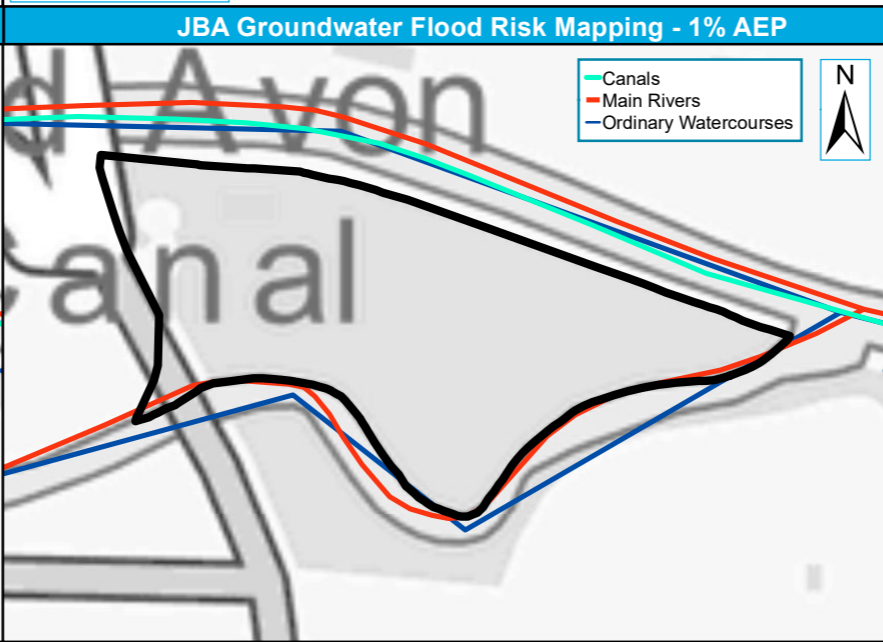 JBA Groundwater Flood Risk Mapping - 1% AEP
Canals
Main Rivers
Ordinary Watercourses
N
d Avon
Canal